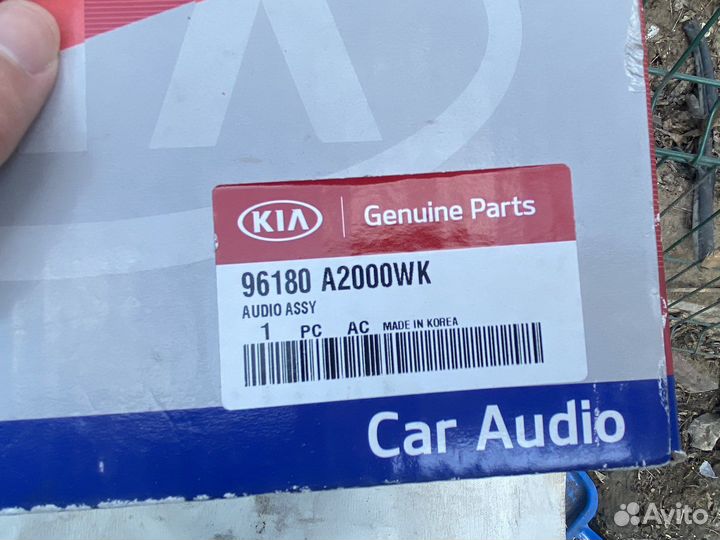 KIA Genuine Parts
96180 A2000WK
AUDIO ASSY
1 PC AC MADE IN KOREA
Car Audio
Avito